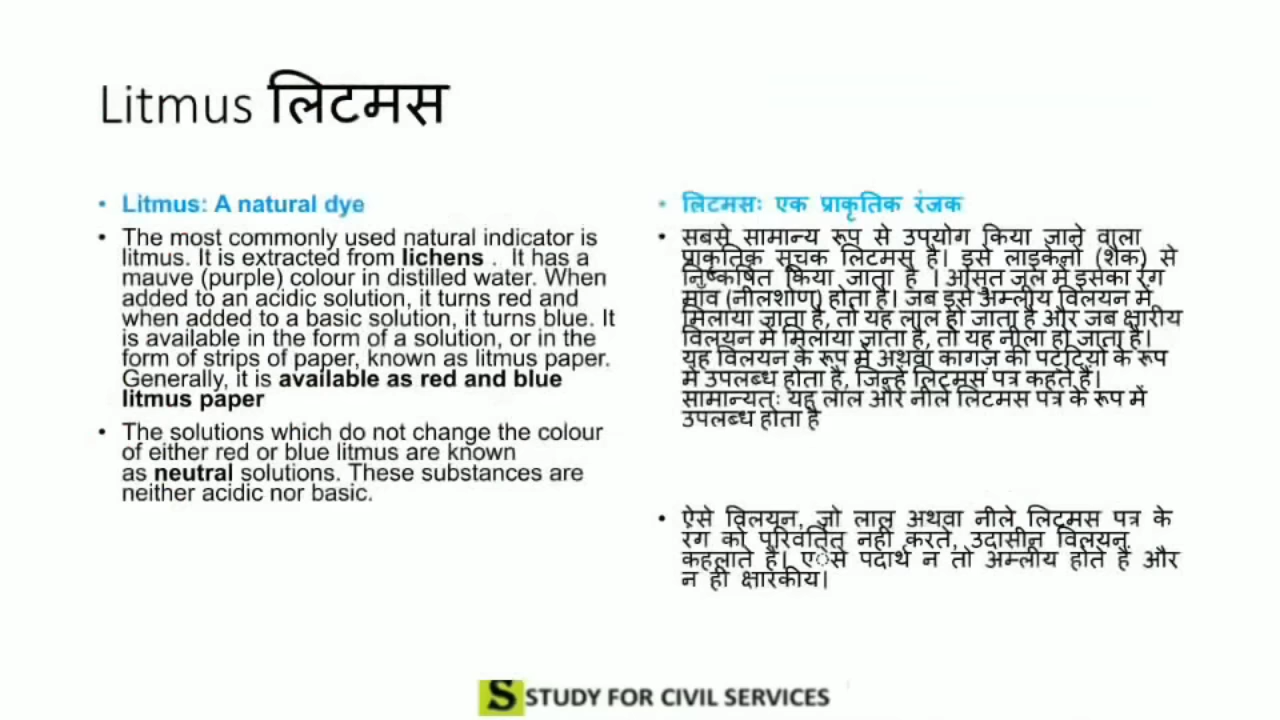 Litmus लिटमस
• Litmus: A natural dye
• The most commonly used natural indicator is
litmus. It is extracted from lichens . It has a
mauve (purple) colour in distilled water. When
added to an acidic solution, it turns red and
when added to a basic solution, it turns blue. It
is available in the form of a solution, or in the
form of strips of paper, known as litmus paper.
Generally, it is available as red and blue
litmus paper
• The solutions which do not change the colour
of either red or blue litmus are known
as neutral solutions. These substances are
neither acidic nor basic.
• लिटमसः एक प्राकृतिक रंजक
• सबसे सामान्य रूप से उपयोग किया जाने वाला
प्राकृतिक सूचक लिटमस है। इसे लाइकेनों (शैक) से
निष्कर्षित किया जाता है । आसुत जल में इसका रंग
मॉव (नीलशोण) होता है। जब इसे अम्लीय विलयन में
मिलाया जाता है, तो यह लाल हो जाता है और जब क्षारीय
विलयन में मिलाया जाता है, तो यह नीला हो जाता है।
यह विलयन के रूप में अथवा कागज़ की पट्टियों के रूप
में उपलब्ध होता है, जिन्हें लिटमस पत्र कहते हैं।
सामान्यतः यह लाल और नीले लिटमस पत्र के रूप में
उपलब्ध होता है
• ऐसे विलयन, जो लाल अथवा नीले लिटमस पत्र के
रंग को परिवर्तित नहीं करते, उदासीन विलयन
कहलाते हैं। एेसे पदार्थ न तो अम्लीय होते हैं और
न ही क्षारकीय।
S STUDY FOR CIVIL SERVICES